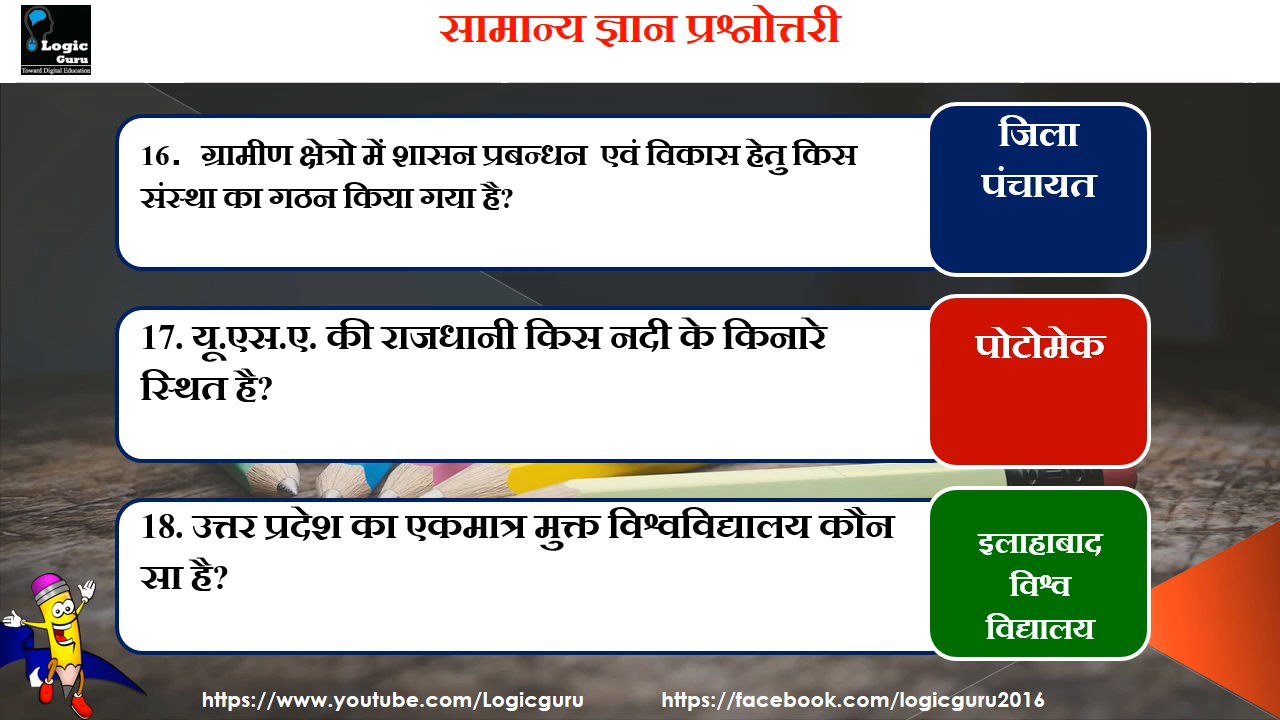 Logic
Guru
Toward Digital Education
सामान्य ज्ञान प्रश्नोत्तरी
16. ग्रामीण क्षेत्रो में शासन प्रबन्धन एवं विकास हेतु किस
संस्था का गठन किया गया है?
जिला
पंचायत
17. यू.एस.ए. की राजधानी किस नदी के किनारे
स्थित है?
पोटोमेक
18. उत्तर प्रदेश का एकमात्र मुक्त विश्वविद्यालय कौन
सा है?
इलाहाबाद
विश्व
विद्यालय
https://www.youtube.com/Logicguru
https://facebook.com/logicguru2016